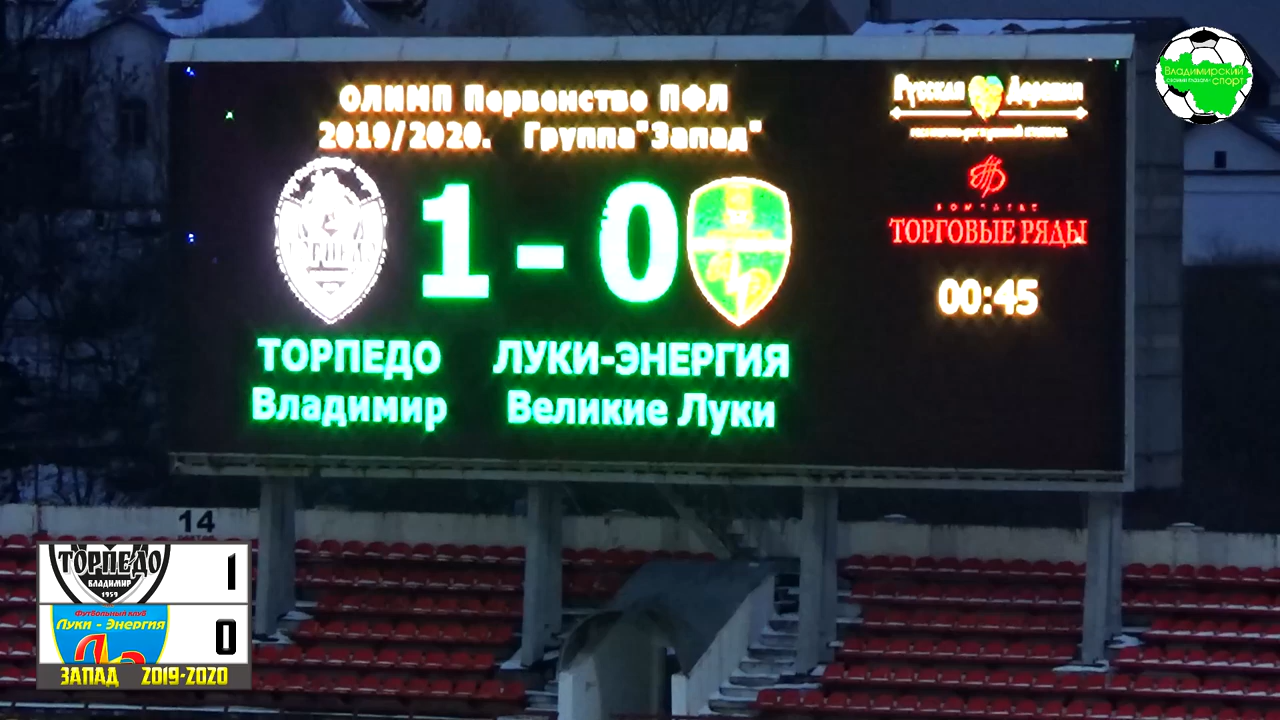 ОЛИМП Первенство ПФЛ
2019/2020. Группа"Запад"
1 - 0
ТОРПЕДО ЛУКИ-ЭНЕРГИЯ
Владимир Великие Луки
Русская Деревня
ТОРГОВЫЕ РЯДЫ
00:45
Владимирский
спорт
14
ТОРПЕДО
ВЛАДИМИР
1959
1
Футбольный клуб
Луки - Энергия
0
ЗАПАД 2019-2020